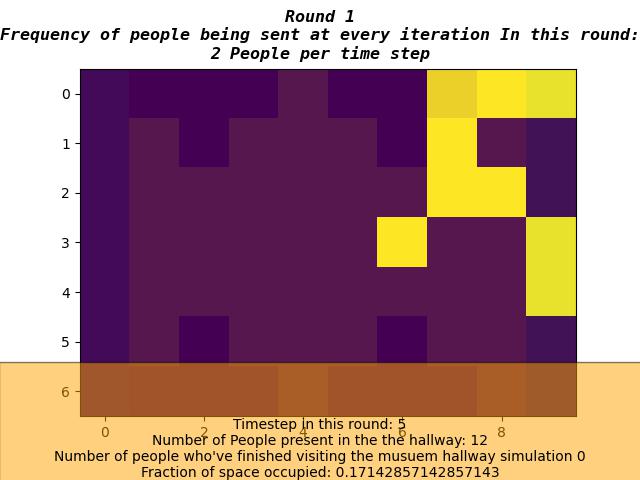 Round 1
Frequency of people being sent at every iteration In this round:
2 People per time step
0
1
2
3
4
5
6
0 2 4 6 8
Timestep in this round: 5
Number of People present in the the hallway: 12
Number of people who've finished visiting the musuem hallway simulation 0
Fraction of space occupied: 0.17142857142857143